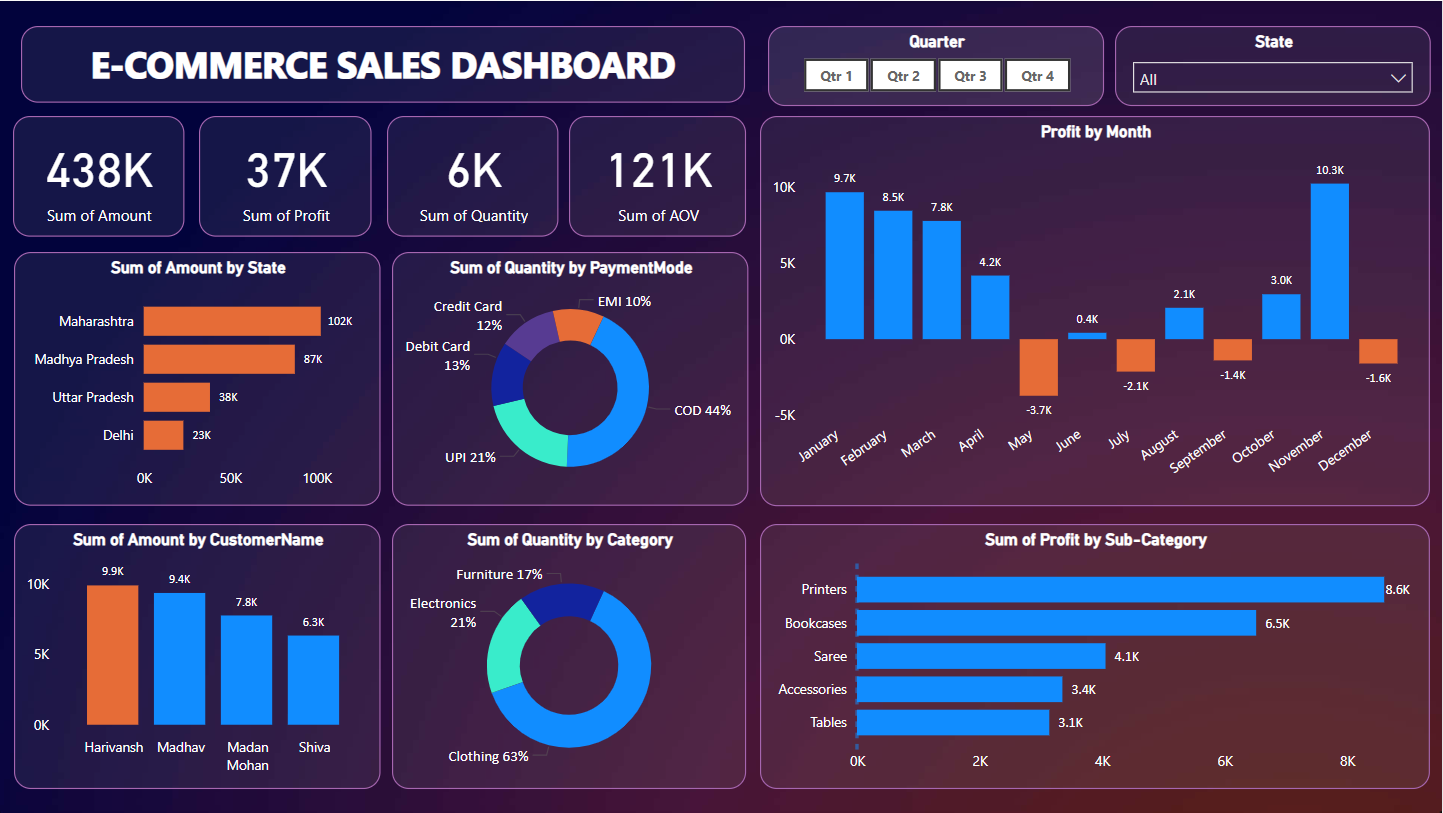 E-COMMERCE SALES DASHBOARD
Quarter
Qtr 1 Qtr 2 Qtr 3 Qtr 4
State
All
438K
Sum of Amount
37K
Sum of Profit
6K
Sum of Quantity
121K
Sum of AOV
Profit by Month
10K
5K
0K
-5K
9.7K
8.5K
7.8K
4.2K
-3.7K
0.4K
-2.1K
2.1K
-1.4K
3.0K
10.3K
-1.6K
January
February
March
April
May
June
July
August
September
October
November
December
Sum of Amount by State
Maharashtra 102K
Madhya Pradesh 87K
Uttar Pradesh 38K
Delhi 23K
0K 50K 100K
Sum of Quantity by PaymentMode
EMI 10%
Credit Card
12%
Debit Card
13%
COD 44%
UPI 21%
Sum of Amount by CustomerName
10K
5K
0K
9.9K
9.4K
7.8K
6.3K
Harivansh
Madhav
Madan
Mohan
Shiva
Sum of Quantity by Category
Furniture 17%
Electronics
21%
Clothing 63%
Sum of Profit by Sub-Category
Printers 8.6K
Bookcases 6.5K
Saree 4.1K
Accessories 3.4K
Tables 3.1K
0K 2K 4K 6K 8K